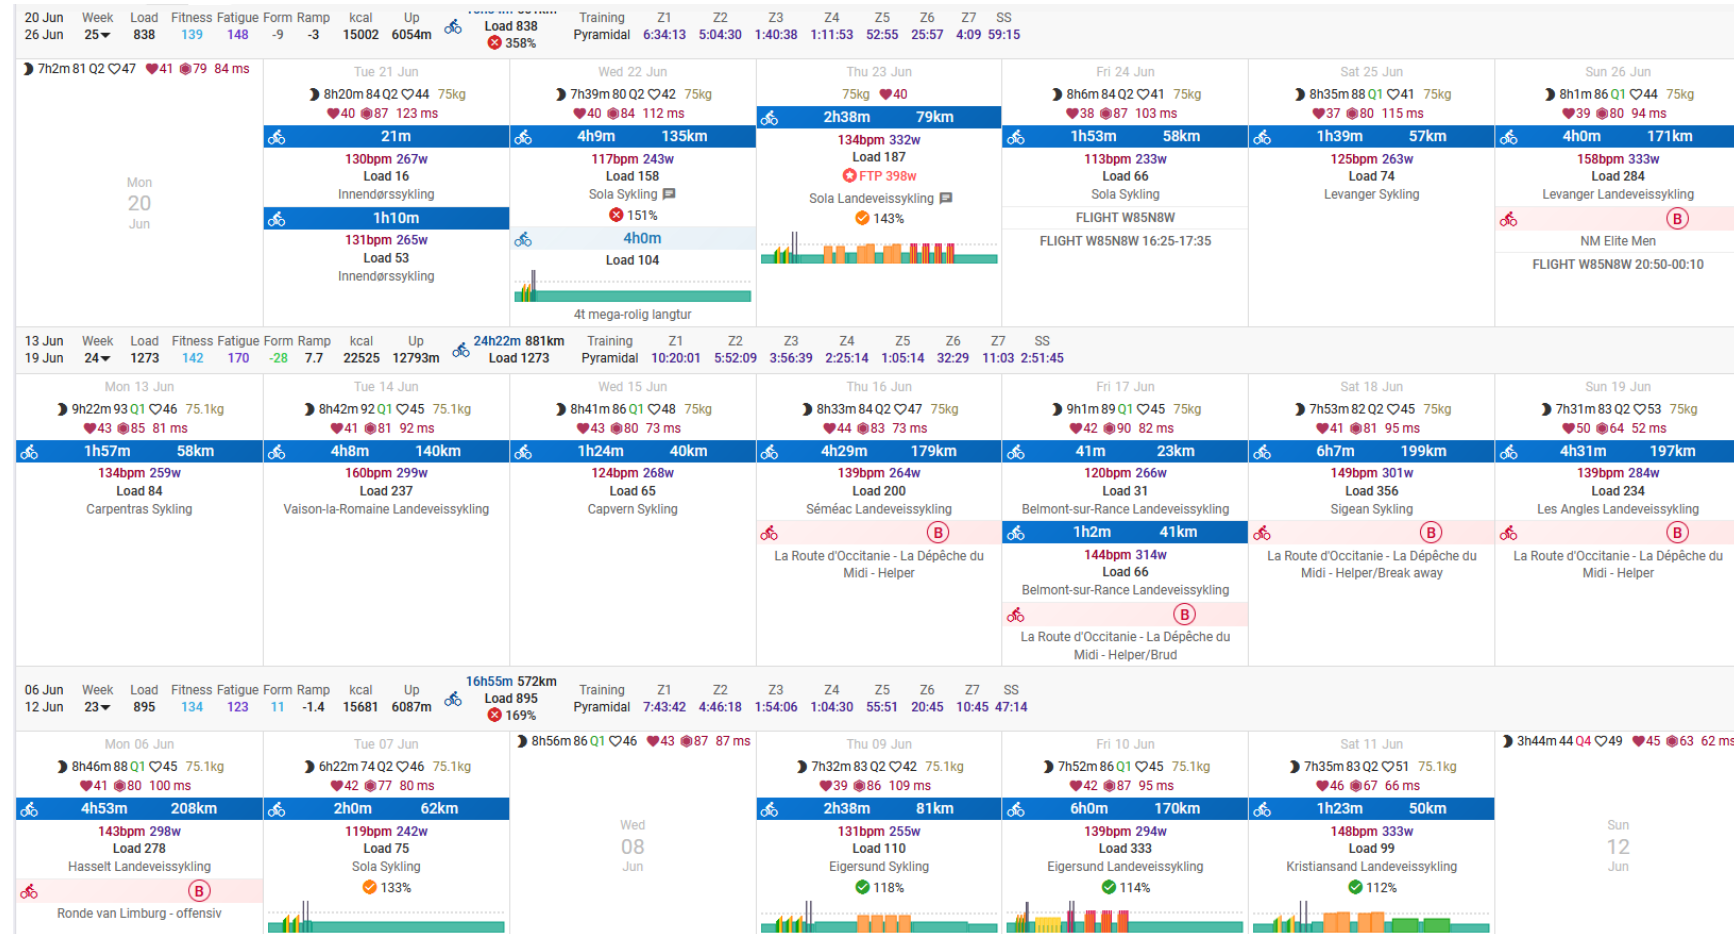 20 Jun Week Load Fitness Fatigue Form Ramp kcal Up Load 838 Training Z1 Z2 Z3 Z4 Z5 Z6 Z7 SS
26 Jun 25 838 139 148 -9 -3 15002 6054m 358% Pyramidal 6:34:13 5:04:30 1:40:38 1:11:53 52:55 25:57 4:09 59:15
7h2m 81 Q2 47 41 79 84 ms
Mon
20
Jun
Tue 21 Jun
8h20m 84 Q2 44 75kg
40 87 123 ms
21m
130bpm 267w
Load 16
Innendørssykling
1h10m
131bpm 265w
Load 53
Innendørssykling
Wed 22 Jun
7h39m 80 Q2 42 75kg
40 84 112 ms
4h9m 135km
117bpm 243w
Load 158
Sola Sykling
151%
4h0m
Load 104
4t mega-rolig langtur
Thu 23 Jun
75kg 40
2h38m 79km
134bpm 332w
Load 187
FTP 398w
Sola Landeveissykling
143%
Fri 24 Jun
8h6m 84 Q2 41 75kg
38 87 103 ms
1h53m 58km
113bpm 233w
Load 66
Sola Sykling
FLIGHT W85N8W
FLIGHT W85N8W 16:25-17:35
Sat 25 Jun
8h35m 88 Q1 41 75kg
37 80 115 ms
1h39m 57km
125bpm 263w
Load 74
Levanger Sykling
Sun 26 Jun
8h1m 86 Q1 44 75kg
39 80 94 ms
4h0m 171km
158bpm 333w
Load 284
Levanger Landeveissykling
B
NM Elite Men
FLIGHT W85N8W 20:50-00:10
13 Jun Week Load Fitness Fatigue Form Ramp kcal Up 24h22m 881km Training Z1 Z2 Z3 Z4 Z5 Z6 Z7 SS
19 Jun 24 1273 142 170 -28 7.7 22525 12793m Load 1273 Pyramidal 10:20:01 5:52:09 3:56:39 2:25:14 1:05:14 32:29 11:03 2:51:45
Mon 13 Jun
9h22m 93 Q1 46 75.1kg
43 85 81 ms
1h57m 58km
134bpm 259w
Load 84
Carpentras Sykling
Tue 14 Jun
8h42m 92 Q1 45 75.1kg
41 81 92 ms
4h8m 140km
160bpm 299w
Load 237
Vaison-la-Romaine Landeveissykling
Wed 15 Jun
8h41m 86 Q1 48 75kg
43 80 73 ms
1h24m 40km
124bpm 268w
Load 65
Capvern Sykling
Thu 16 Jun
8h33m 84 Q2 47 75kg
44 83 73 ms
4h29m 179km
139bpm 264w
Load 200
Séméac Landeveissykling
B
La Route d'Occitanie - La Dépêche du
Midi - Helper
Fri 17 Jun
9h1m 89 Q1 45 75kg
42 90 82 ms
41m 23km
120bpm 266w
Load 31
Belmont-sur-Rance Landeveissykling
1h2m 41km
144bpm 314w
Load 66
Belmont-sur-Rance Landeveissykling
B
La Route d'Occitanie - La Dépêche du
Midi - Helper/Brud
Sat 18 Jun
7h53m 82 Q2 45 75kg
41 81 95 ms
6h7m 199km
149bpm 301w
Load 356
Sigean Sykling
B
La Route d'Occitanie - La Dépêche du
Midi - Helper/Break away
Sun 19 Jun
7h31m 83 Q2 53 75kg
50 64 52 ms
4h31m 197km
139bpm 284w
Load 234
Les Angles Landeveissykling
B
La Route d'Occitanie - La Dépêche du
Midi - Helper
06 Jun Week Load Fitness Fatigue Form Ramp kcal Up 16h55m 572km Training Z1 Z2 Z3 Z4 Z5 Z6 Z7 SS
12 Jun 23 895 134 123 11 -1.4 15681 6087m Load 895 169% Pyramidal 7:43:42 4:46:18 1:54:06 1:04:30 55:51 20:45 10:45 47:14
Mon 06 Jun
8h46m 88 Q1 45 75.1kg
41 80 100 ms
4h53m 208km
143bpm 298w
Load 278
Hasselt Landeveissykling
B
Ronde van Limburg - offensiv
Tue 07 Jun
6h22m 74 Q2 46 75.1kg
42 77 80 ms
2h0m 62km
119bpm 242w
Load 75
Sola Sykling
133%
8h56m 86 Q1 46 43 87 87 ms
Wed
08
Jun
Thu 09 Jun
7h32m 83 Q2 42 75.1kg
39 86 109 ms
2h38m 81km
131bpm 255w
Load 110
Eigersund Sykling
118%
Fri 10 Jun
7h52m 86 Q1 45 75.1kg
42 87 95 ms
6h0m 170km
139bpm 294w
Load 333
Eigersund Landeveissykling
114%
Sat 11 Jun
7h35m 83 Q2 51 75.1kg
46 67 66 ms
1h23m 50km
148bpm 333w
Load 99
Kristiansand Landeveissykling
112%
3h44m 44 Q4 49 45 63 62 ms
Sun
12
Jun